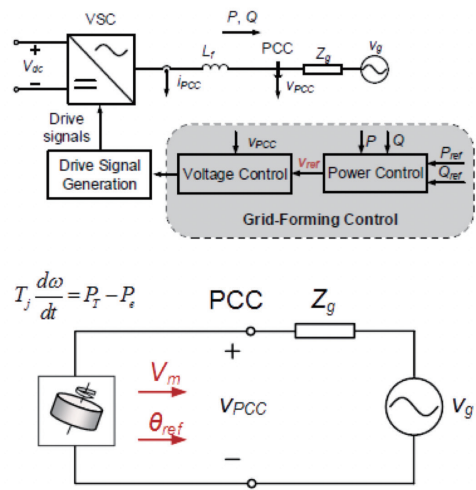 VSC
P, Q
+
V_dc
−
L_f
PCC
Z_g
v_g
i_PCC
v_PCC
Drive
signals
Drive Signal
Generation
v_PCC
Voltage Control
v_ref
P
Q
Power Control
P_ref
Q_ref
Grid-Forming Control
T_j dω/dt = P_T − P_e
PCC
Z_g
+
V_m
v_PCC
v_g
θ_ref
−